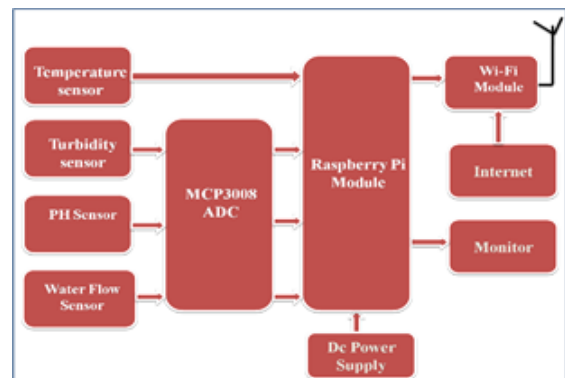 Temperature
sensor
Turbidity
sensor
PH Sensor
Water Flow
Sensor
MCP3008
ADC
Raspberry Pi
Module
Wi-Fi
Module
Internet
Monitor
Dc Power
Supply